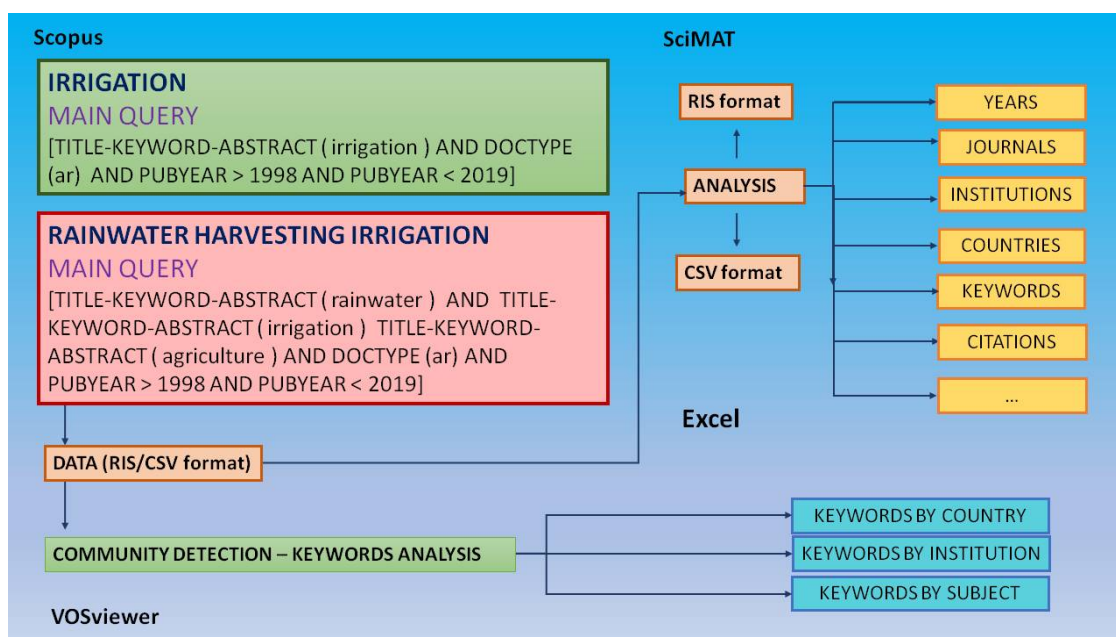 Scopus
IRRIGATION
MAIN QUERY
[TITLE-KEYWORD-ABSTRACT ( irrigation ) AND DOCTYPE
(ar) AND PUBYEAR > 1998 AND PUBYEAR < 2019]
RAINWATER HARVESTING IRRIGATION
MAIN QUERY
[TITLE-KEYWORD-ABSTRACT ( rainwater ) AND TITLE-
KEYWORD-ABSTRACT ( irrigation ) TITLE-KEYWORD-
ABSTRACT ( agriculture ) AND DOCTYPE (ar) AND
PUBYEAR > 1998 AND PUBYEAR < 2019]
DATA (RIS/CSV format)
SciMAT
RIS format
ANALYSIS
CSV format
YEARS
JOURNALS
INSTITUTIONS
COUNTRIES
KEYWORDS
CITATIONS
...
Excel
COMMUNITY DETECTION – KEYWORDS ANALYSIS
KEYWORDS BY COUNTRY
KEYWORDS BY INSTITUTION
KEYWORDS BY SUBJECT
VOSviewer